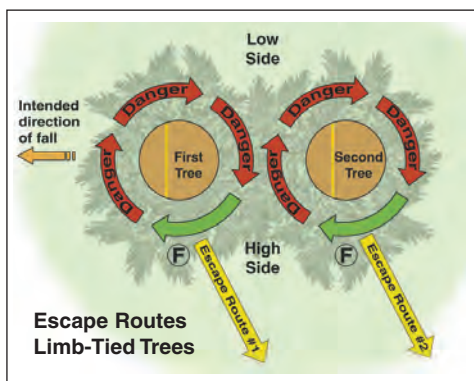 Low
Side
Intended
direction
of fall
Danger
Danger
Danger
First
Tree
Danger
Danger
Danger
Second
Tree
F
High
Side
F
Escape Route #1
Escape Route #2
Escape Routes
Limb-Tied Trees